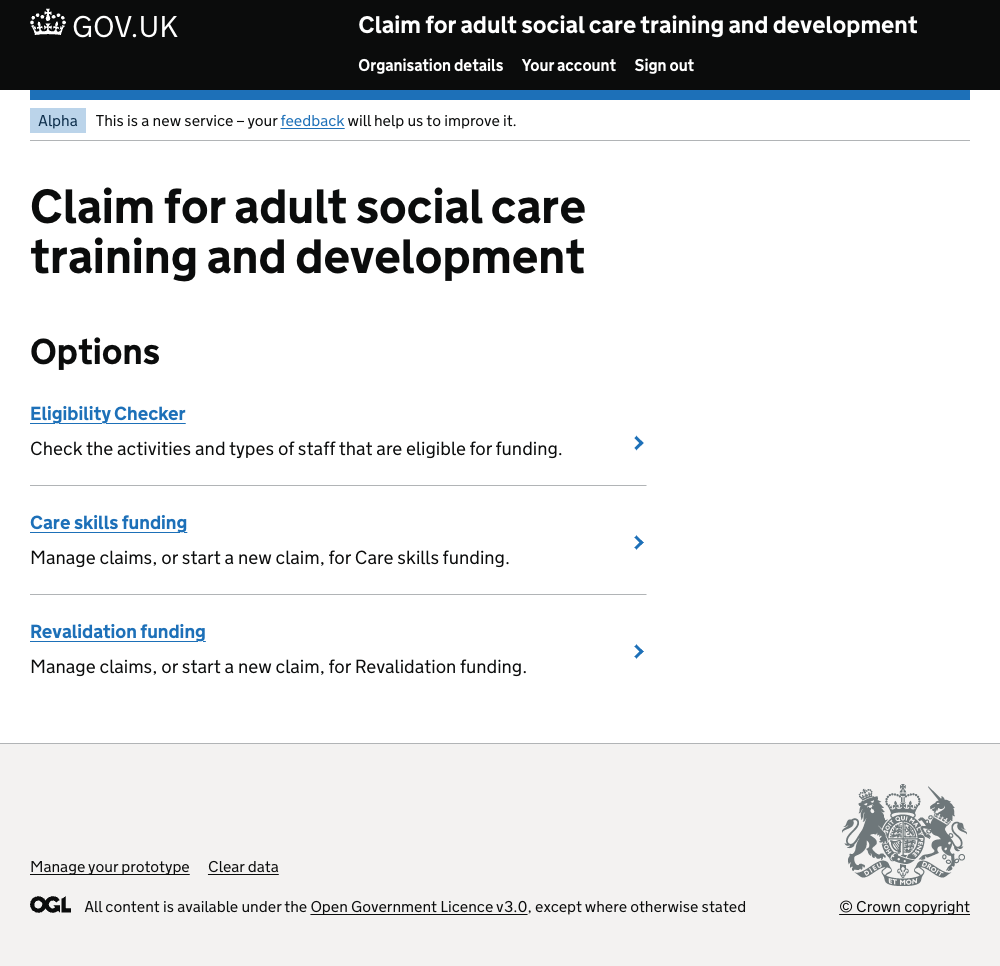 GOV.UK
Claim for adult social care training and development
Organisation details Your account Sign out
Alpha This is a new service – your feedback will help us to improve it.
Claim for adult social care
training and development
Options
Eligibility Checker
Check the activities and types of staff that are eligible for funding.
Care skills funding
Manage claims, or start a new claim, for Care skills funding.
Revalidation funding
Manage claims, or start a new claim, for Revalidation funding.
DIEU ET MON DROIT
Manage your prototype Clear data
OGL All content is available under the Open Government Licence v3.0, except where otherwise stated
© Crown copyright